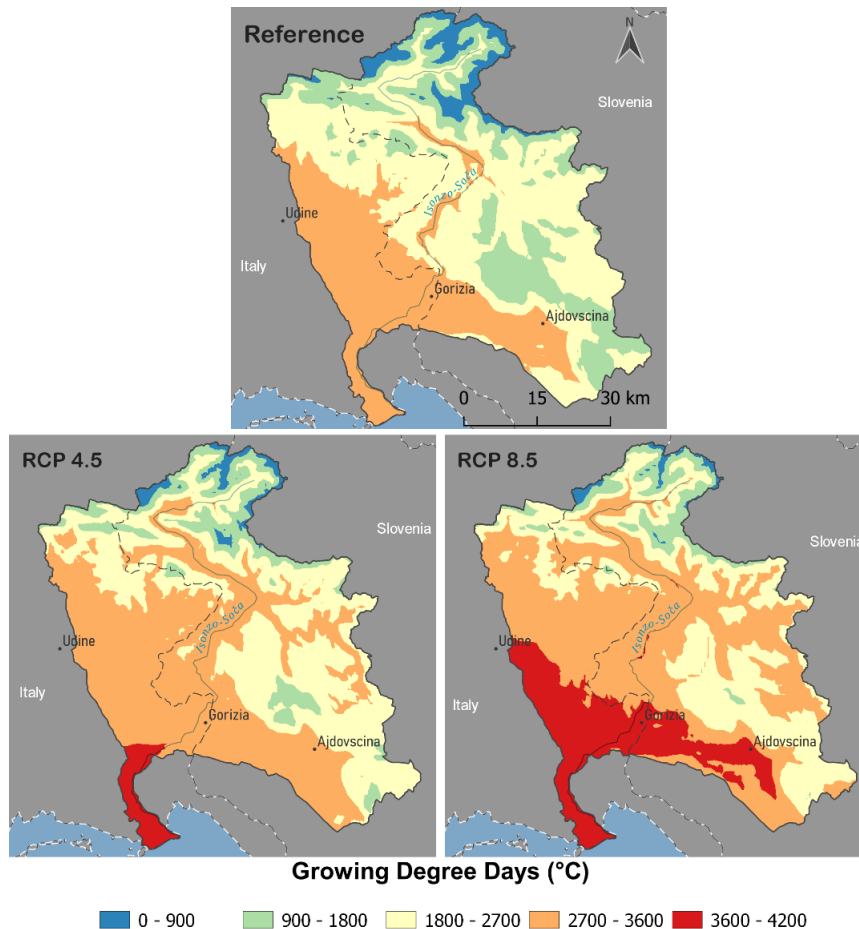 Reference
N
Slovenia
Isonzo-Soča
Udine
Italy
Gorizia
Ajdovscina
0 15 30 km
RCP 4.5
Slovenia
Isonzo-Soča
Udine
Italy
Gorizia
Ajdovscina
RCP 8.5
Slovenia
Isonzo-Soča
Udine
Italy
Gorizia
Ajdovscina
Growing Degree Days (°C)
0 - 900 900 - 1800 1800 - 2700 2700 - 3600 3600 - 4200